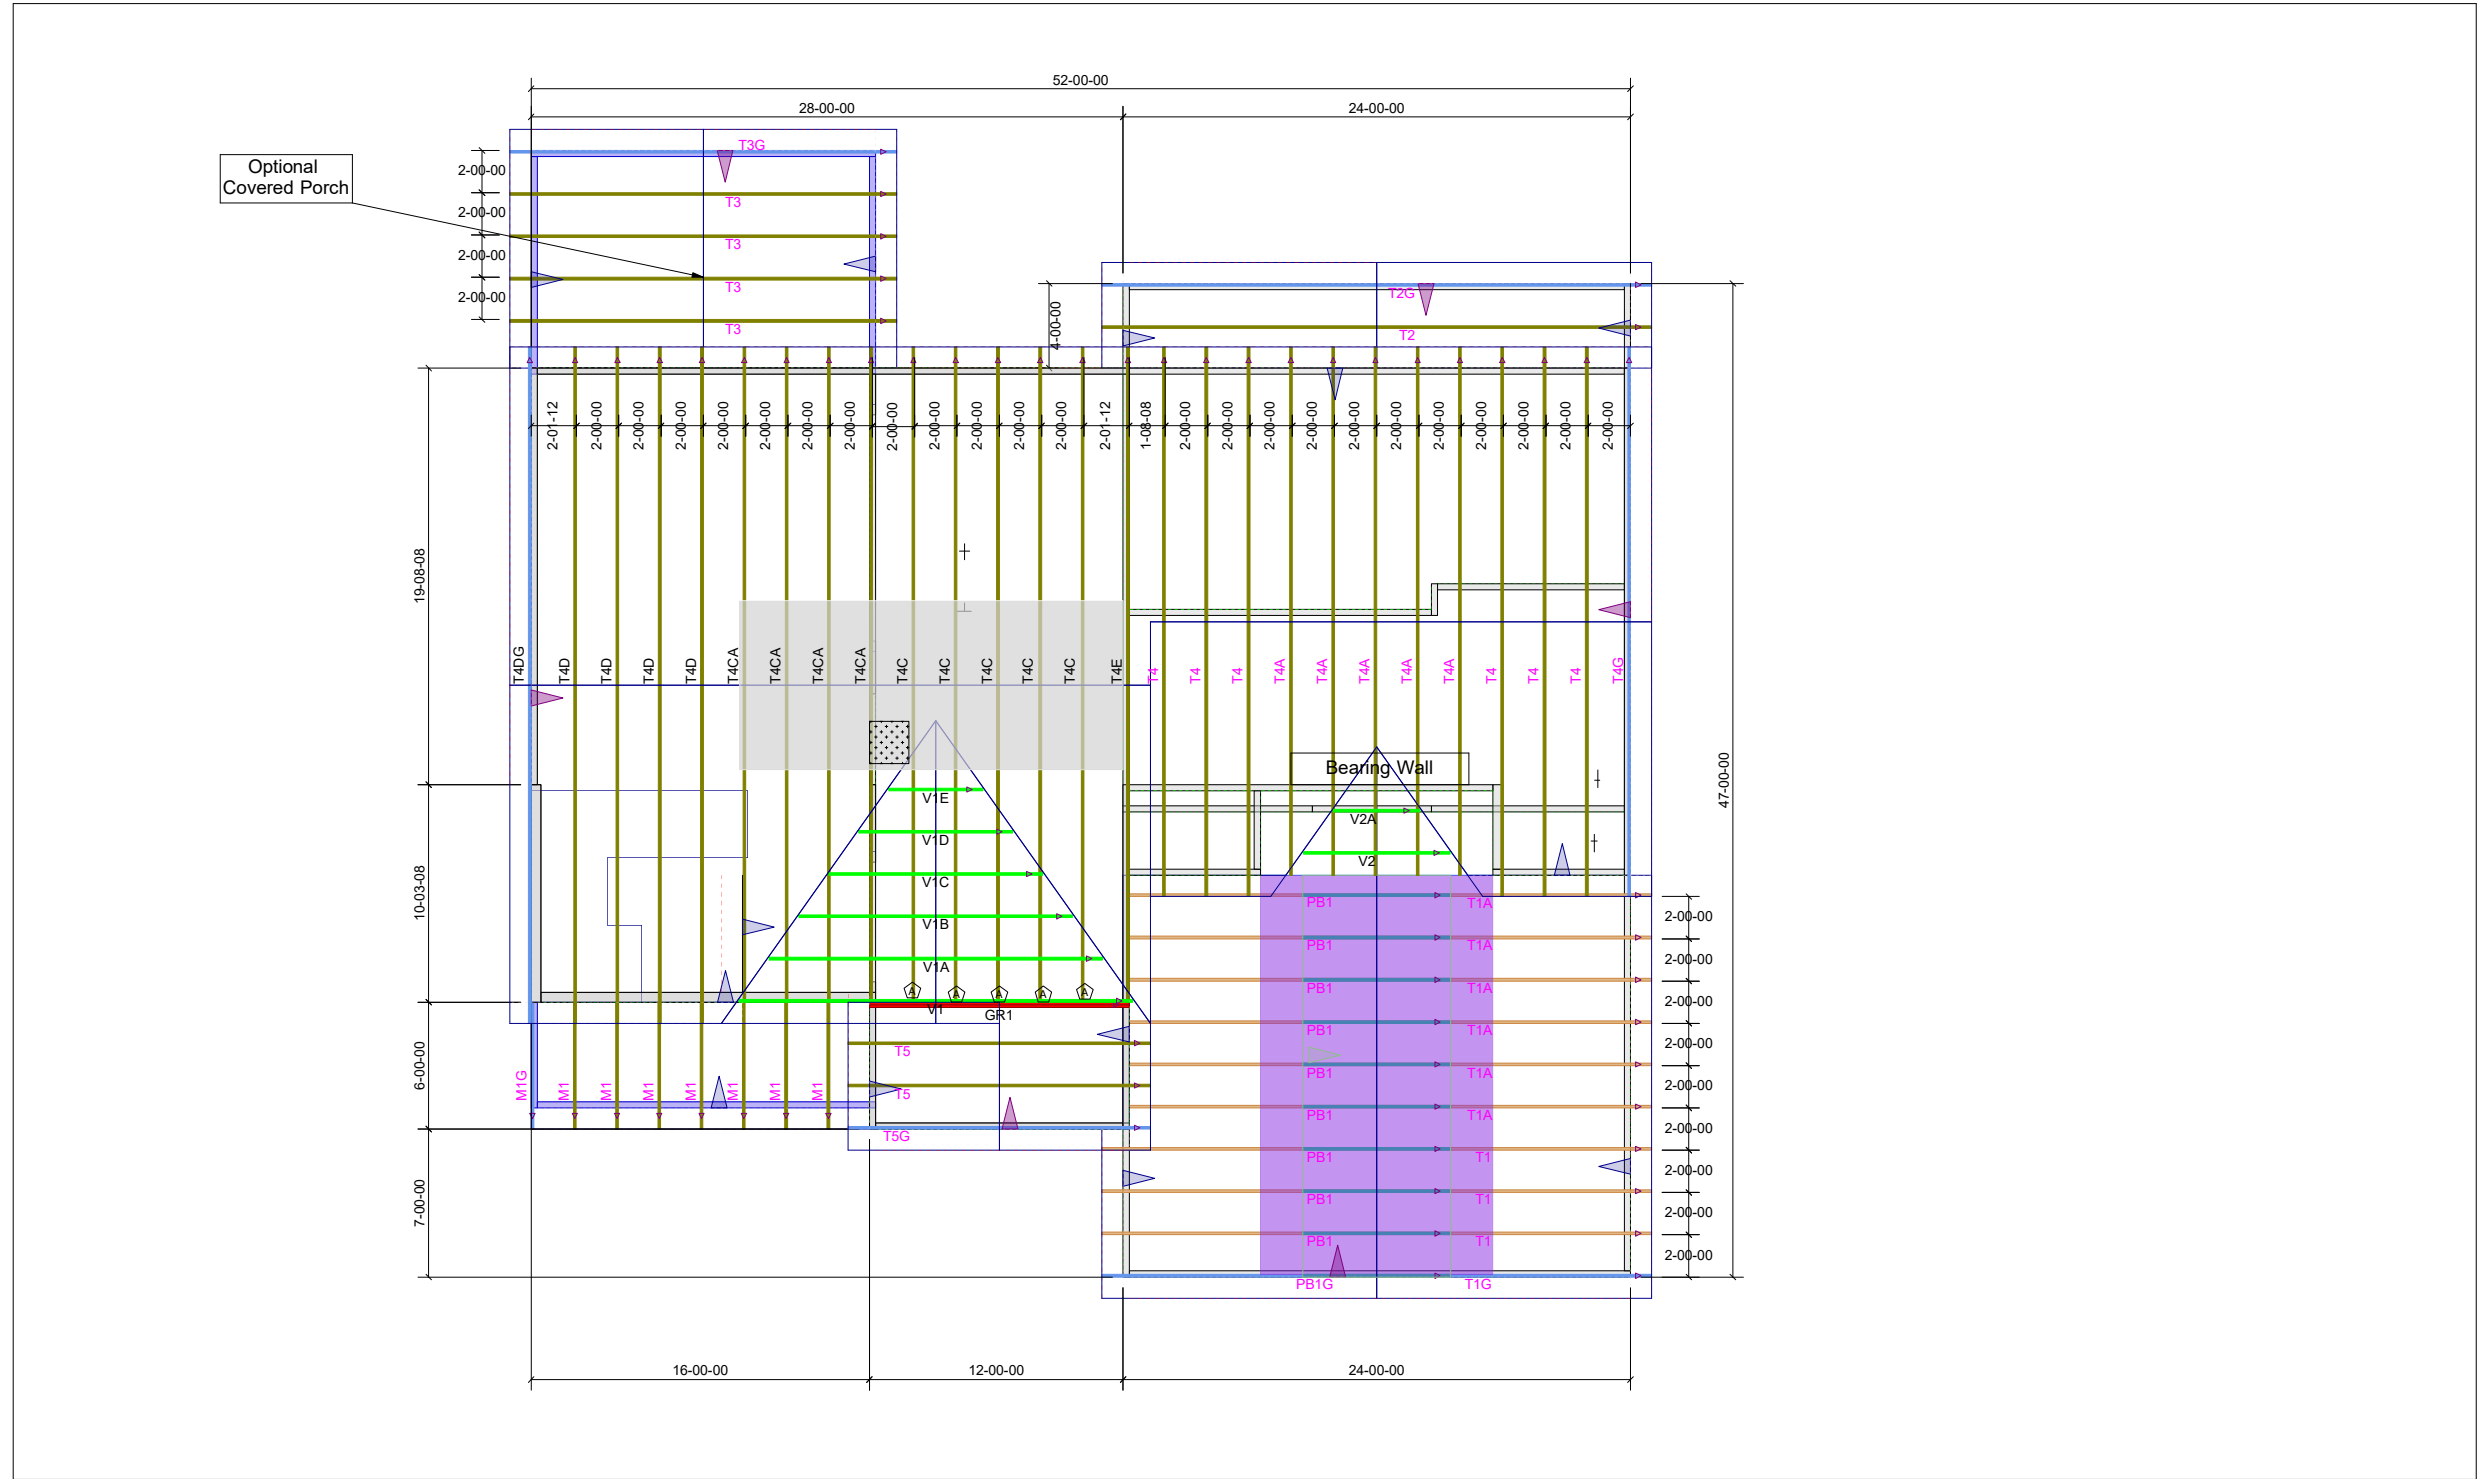 52-00-00
28-00-00
24-00-00
Optional
Covered Porch
T3G
2-00-00
T3
2-00-00
T3
2-00-00
T3
2-00-00
T3
T2G
4-00-00
T2
2-01-12
2-00-00
2-00-00
2-00-00
2-00-00
2-00-00
2-00-00
2-00-00
2-00-00
2-00-00
2-00-00
2-00-00
2-00-00
2-01-12
1-08-08
2-00-00
2-00-00
2-00-00
2-00-00
2-00-00
2-00-00
2-00-00
2-00-00
2-00-00
2-00-00
2-00-00
19-08-08
T4DG
T4D
T4D
T4D
T4D
T4CA
T4CA
T4CA
T4CA
T4C
T4C
T4C
T4C
T4C
T4E
T4
T4
T4
T4A
T4A
T4A
T4A
T4A
T4
T4
T4
T4G
47-00-00
Bearing Wall
V1E
V2A
V1D
V2
V1C
10-03-08
PB1
T1A
2-00-00
V1B
PB1
T1A
2-00-00
V1A
PB1
T1A
2-00-00
A
A
A
A
A
V1
GR1
PB1
T1A
2-00-00
T5
PB1
T1A
2-00-00
6-00-00
M1G
M1
M1
M1
M1
M1
M1
M1
T5
PB1
T1A
2-00-00
T5G
PB1
T1
2-00-00
7-00-00
PB1
T1
2-00-00
PB1
T1
2-00-00
PB1G
T1G
16-00-00
12-00-00
24-00-00